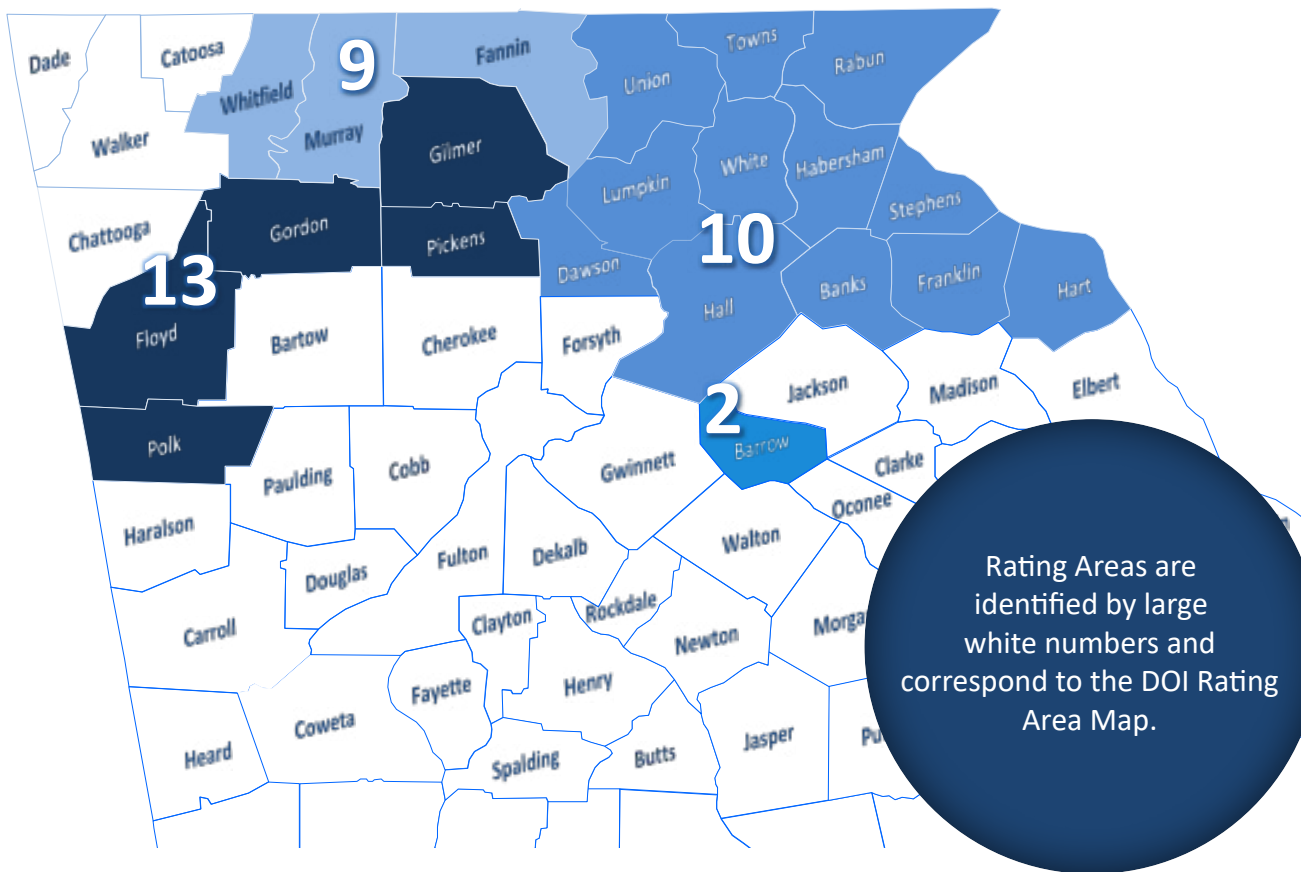 Dade
Catoosa
9
Fannin
Towns
Rabun
Union
Whitfield
Walker
Murray
Gilmer
White
Habersham
Lumpkin
Stephens
Chattooga
Gordon
Pickens
10
13
Dawson
Banks
Franklin
Hart
Hall
Floyd
Bartow
Cherokee
Forsyth
Jackson
Madison
Elbert
2
Polk
Barrow
Paulding
Cobb
Gwinnett
Clarke
Oconee
Haralson
Walton
Douglas
Fulton
Dekalb
Carroll
Clayton
Rockdale
Newton
Morga
Fayette
Henry
Coweta
Heard
Spalding
Butts
Jasper
Pu
Rating Areas are
identified by large
white numbers and
correspond to the DOI Rating
Area Map.